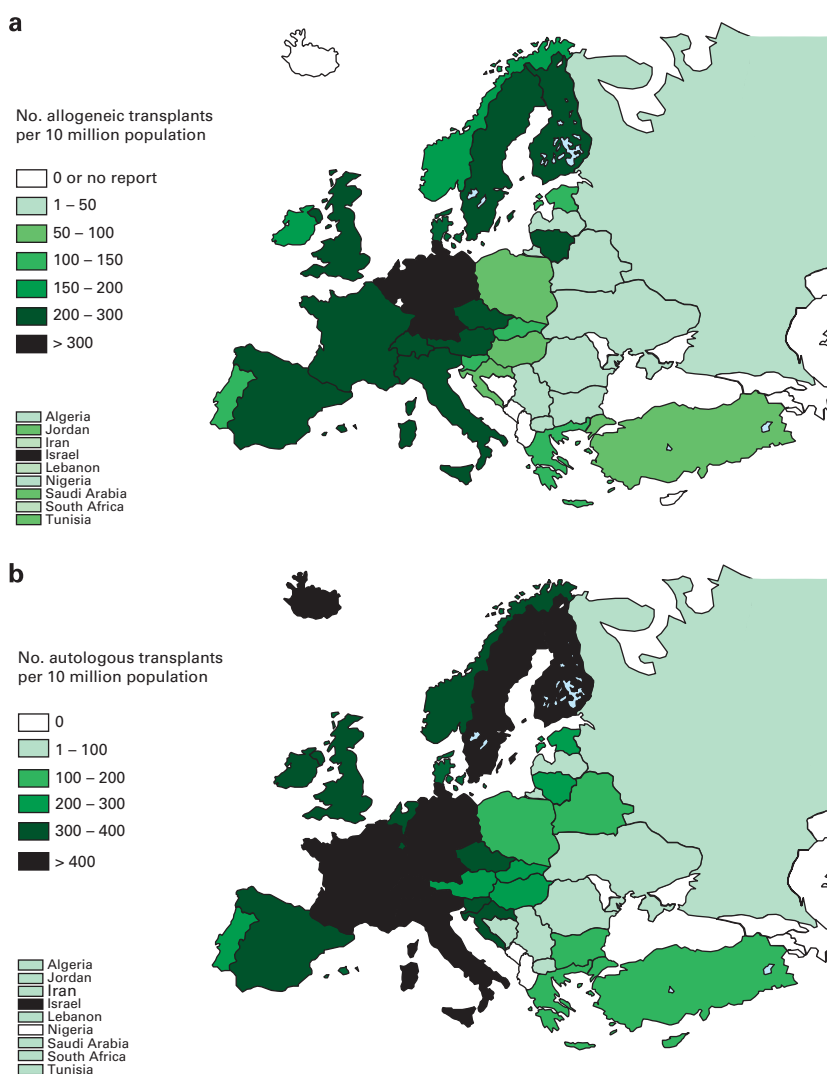 a
No. allogeneic transplants
per 10 million population
0 or no report
1 – 50
50 – 100
100 – 150
150 – 200
200 – 300
> 300
Algeria
Jordan
Iran
Israel
Lebanon
Nigeria
Saudi Arabia
South Africa
Tunisia
b
No. autologous transplants
per 10 million population
0
1 – 100
100 – 200
200 – 300
300 – 400
> 400
Algeria
Jordan
Iran
Israel
Lebanon
Nigeria
Saudi Arabia
South Africa
Tunisia